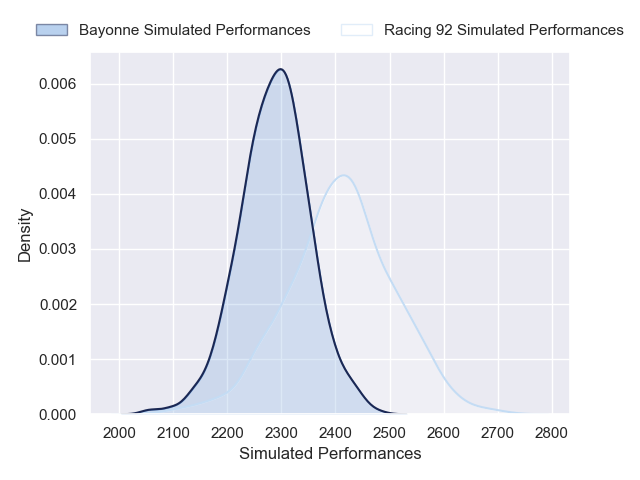 Bayonne Simulated Performances Racing 92 Simulated Performances
0.006
0.005
0.004
0.003
0.002
0.001
0.000
Density
2000 2100 2200 2300 2400 2500 2600 2700 2800
Simulated Performances